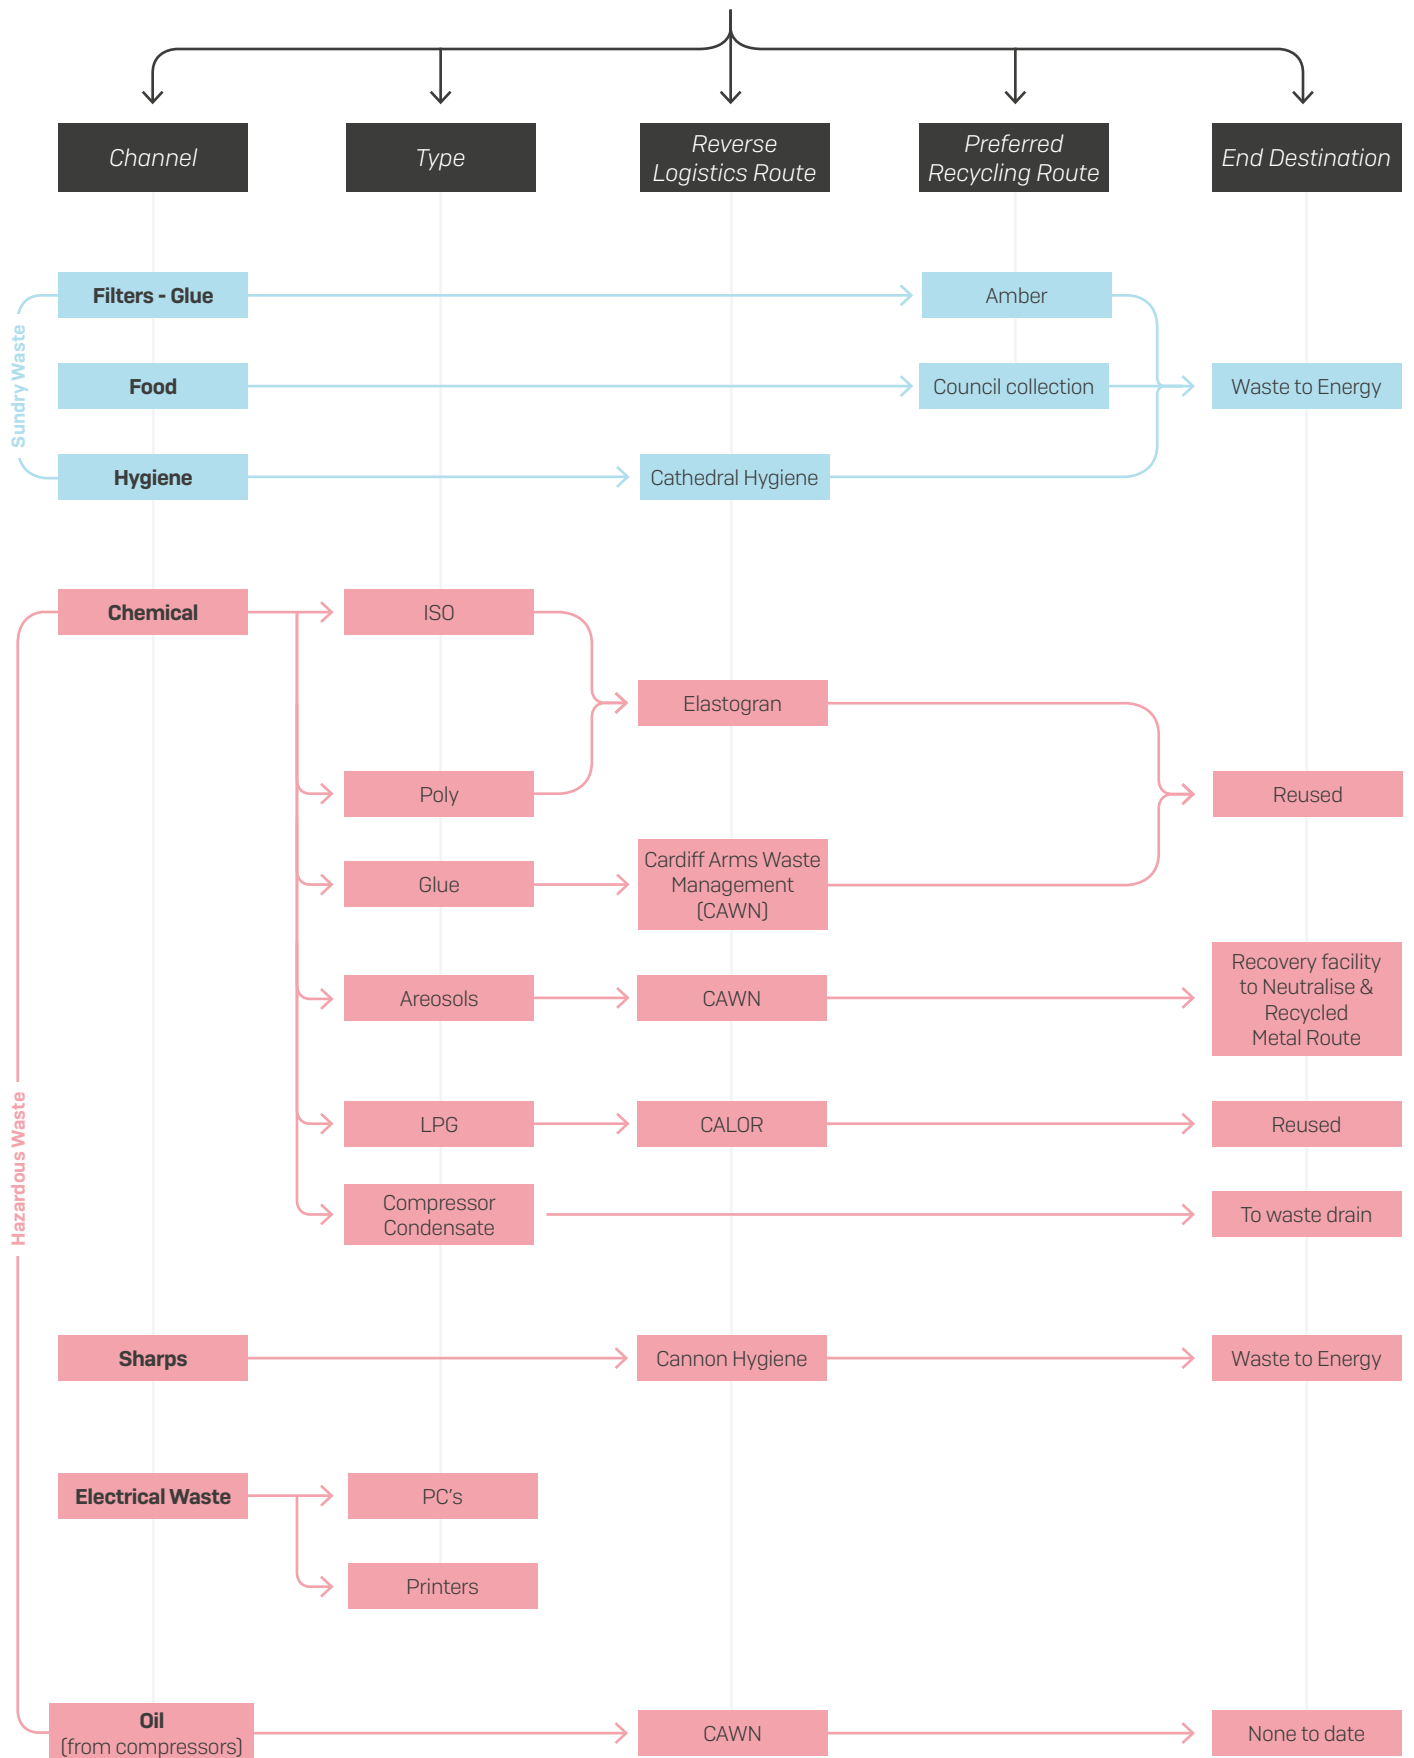 Channel
Type
Reverse
Logistics Route
Preferred
Recycling Route
End Destination
Sundry Waste
Filters - Glue
Amber
Food
Council collection
Waste to Energy
Hygiene
Cathedral Hygiene
Hazardous Waste
Chemical
ISO
Elastogran
Poly
Reused
Glue
Cardiff Arms Waste
Management
(CAWN)
Areosols
CAWN
Recovery facility
to Neutralise &
Recycled
Metal Route
LPG
CALOR
Reused
Compressor
Condensate
To waste drain
Sharps
Cannon Hygiene
Waste to Energy
Electrical Waste
PC's
Printers
Oil
(from compressors)
CAWN
None to date